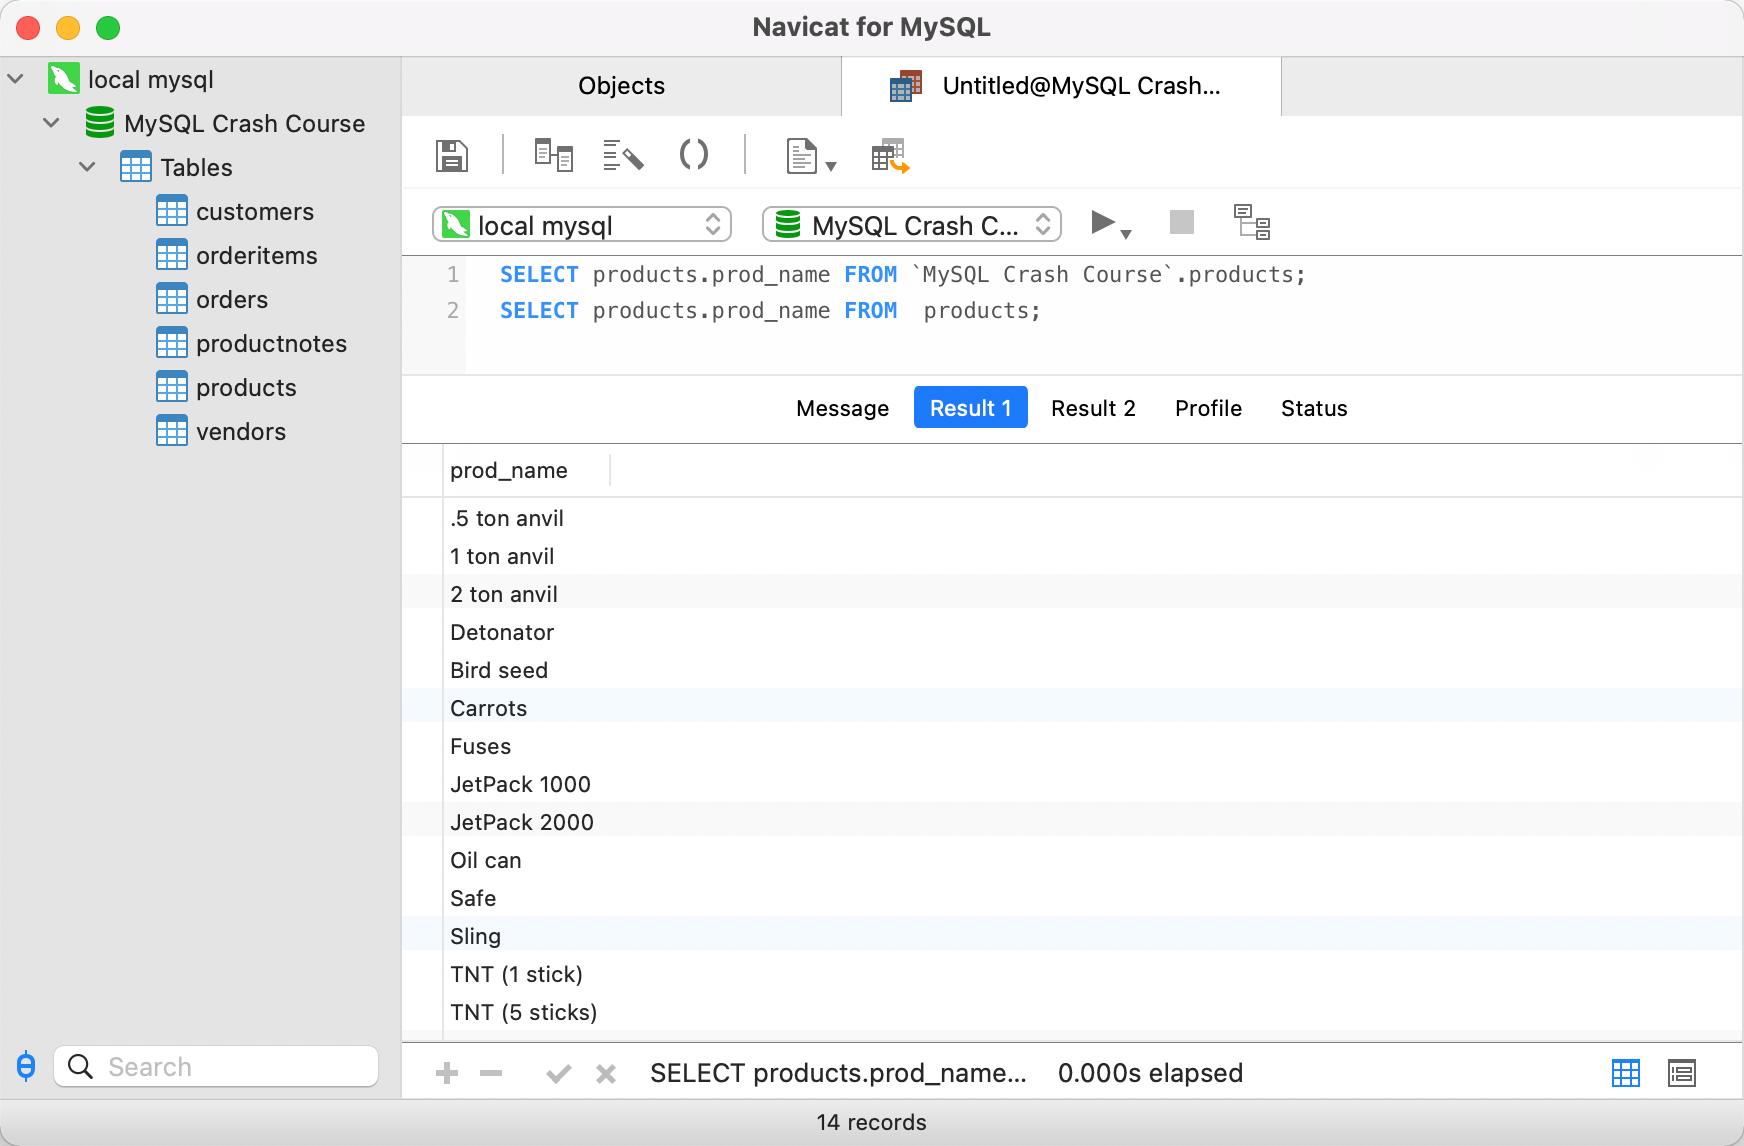 Navicat for MySQL
local mysql
MySQL Crash Course
Tables
customers
orderitems
orders
productnotes
products
vendors
Search
Objects
Untitled@MySQL Crash...
local mysql
MySQL Crash C...
1 SELECT products.prod_name FROM `MySQL Crash Course`.products;
2 SELECT products.prod_name FROM  products;
Message Result 1 Result 2 Profile Status
prod_name
.5 ton anvil
1 ton anvil
2 ton anvil
Detonator
Bird seed
Carrots
Fuses
JetPack 1000
JetPack 2000
Oil can
Safe
Sling
TNT (1 stick)
TNT (5 sticks)
SELECT products.prod_name... 0.000s elapsed
14 records